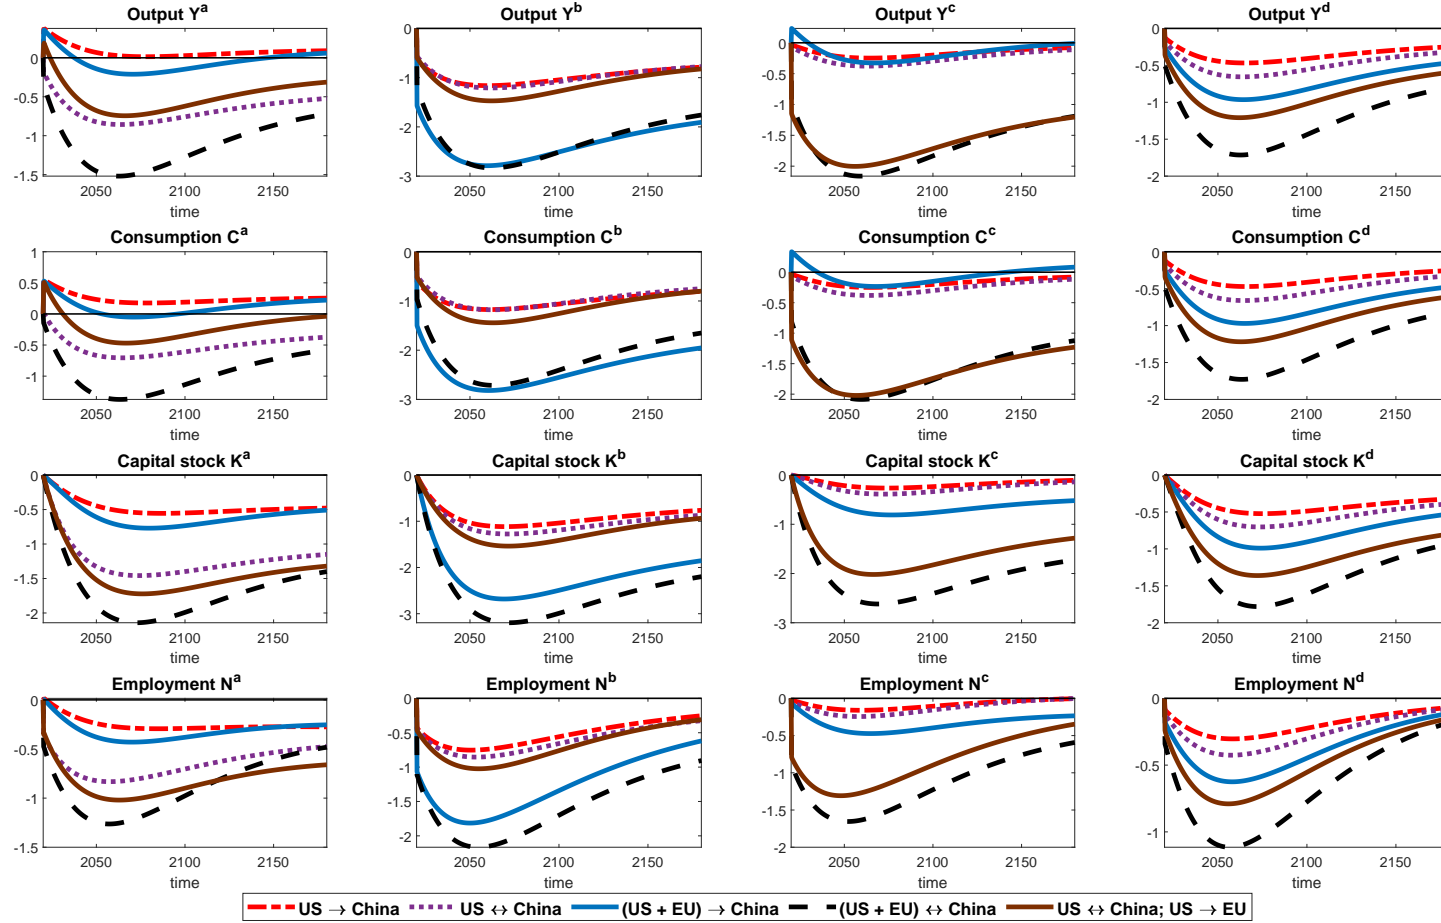 Output Y^a
0
-0.5
-1
-1.5
2050 2100 2150
time
Output Y^b
0
-1
-2
-3
2050 2100 2150
time
Output Y^c
0
-0.5
-1
-1.5
-2
2050 2100 2150
time
Output Y^d
0
-0.5
-1
-1.5
-2
2050 2100 2150
time
Consumption C^a
1
0.5
0
-0.5
-1
2050 2100 2150
time
Consumption C^b
0
-1
-2
-3
2050 2100 2150
time
Consumption C^c
0
-0.5
-1
-1.5
-2
2050 2100 2150
time
Consumption C^d
0
-0.5
-1
-1.5
-2
2050 2100 2150
time
Capital stock K^a
0
-0.5
-1
-1.5
-2
2050 2100 2150
time
Capital stock K^b
0
-1
-2
-3
2050 2100 2150
time
Capital stock K^c
0
-1
-2
-3
2050 2100 2150
time
Capital stock K^d
0
-0.5
-1
-1.5
-2
2050 2100 2150
time
Employment N^a
0
-0.5
-1
-1.5
2050 2100 2150
time
Employment N^b
0
-0.5
-1
-1.5
-2
2050 2100 2150
time
Employment N^c
0
-0.5
-1
-1.5
-2
2050 2100 2150
time
Employment N^d
0
-0.5
-1
2050 2100 2150
time
US → China US ↔ China (US + EU) → China (US + EU) ↔ China US ↔ China; US → EU